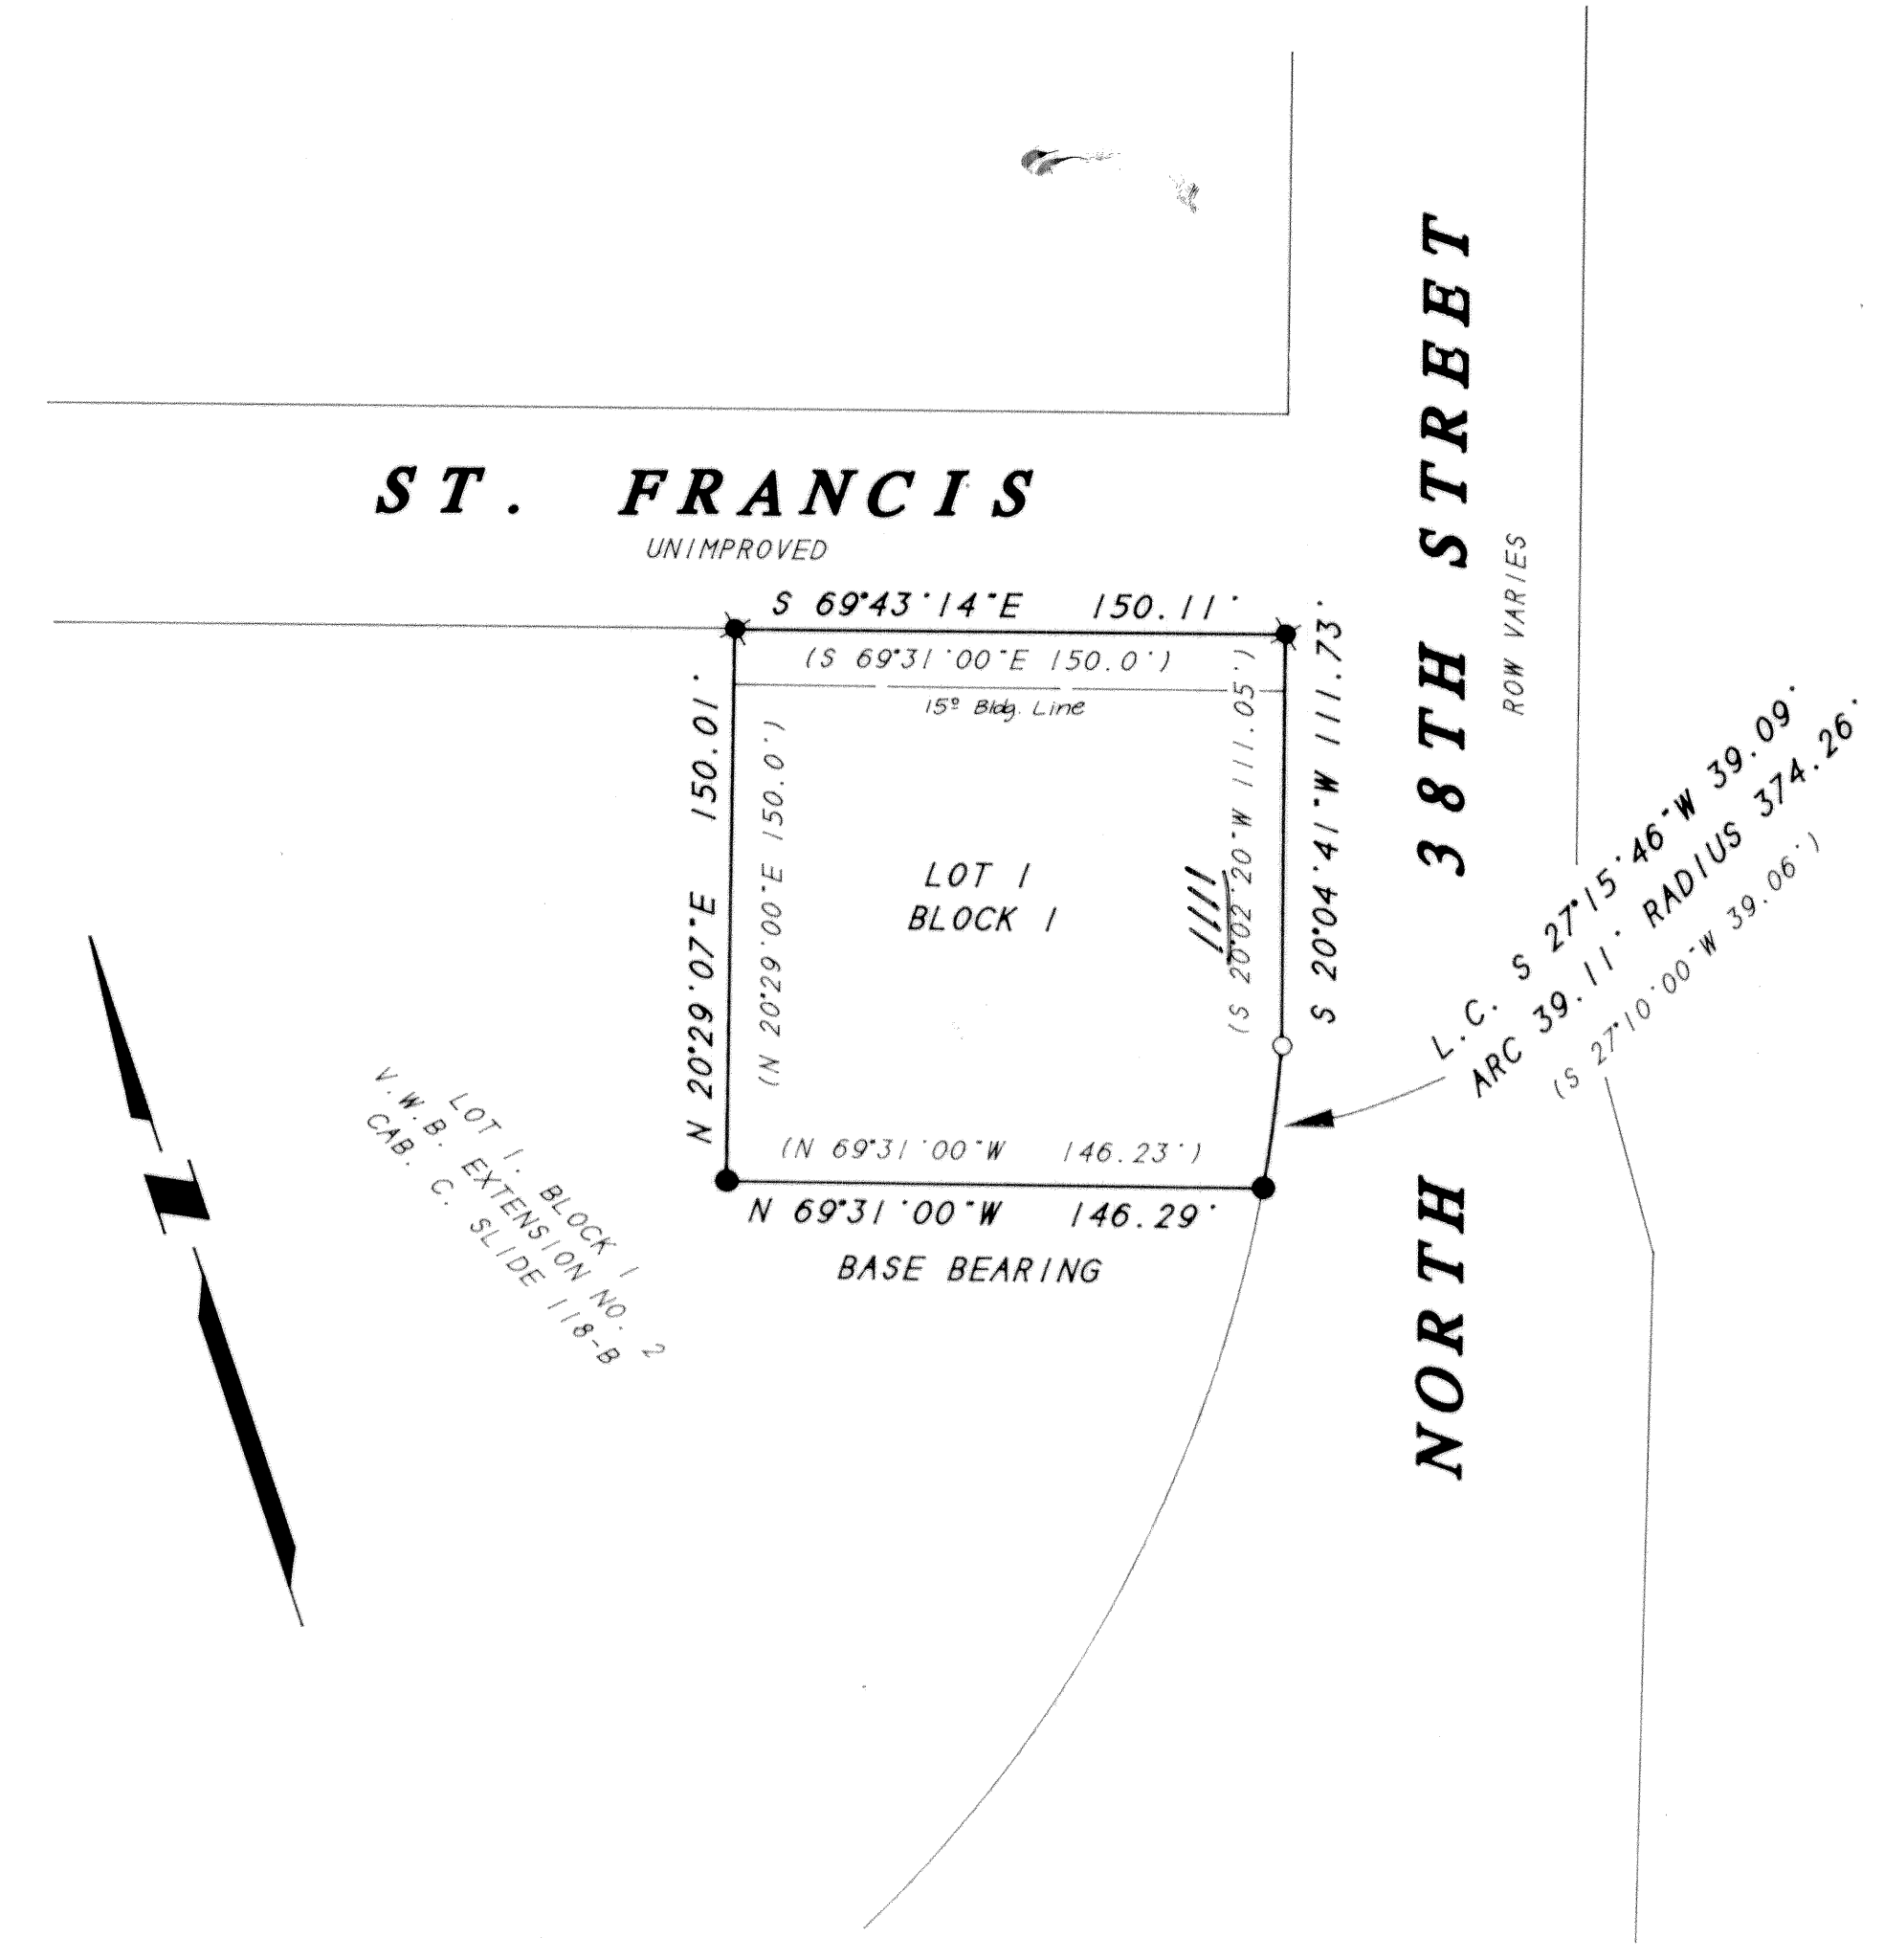 ST. FRANCIS
UNIMPROVED
S 69°43'14"E 150.11'
(S 69°31'00"E 150.0')
15º Bldg. Line
N 20°29'07"E 150.01'
(N 20°29'00"E 150.0')
LOT 1
BLOCK 1
1111
(S 20°02'20"W 111.05')
S 20°04'41"W 111.73'
NORTH 38TH STREET
ROW VARIES
L.C. S 27°15'46"W 39.09'
ARC 39.11' RADIUS 374.26'
(S 27°10'00"W 39.06')
(N 69°31'00"W 146.23')
N 69°31'00"W 146.29'
BASE BEARING
LOT 1, BLOCK 1
V.W.B. EXTENSION NO. 2
CAB. C. SLIDE 118-B
N